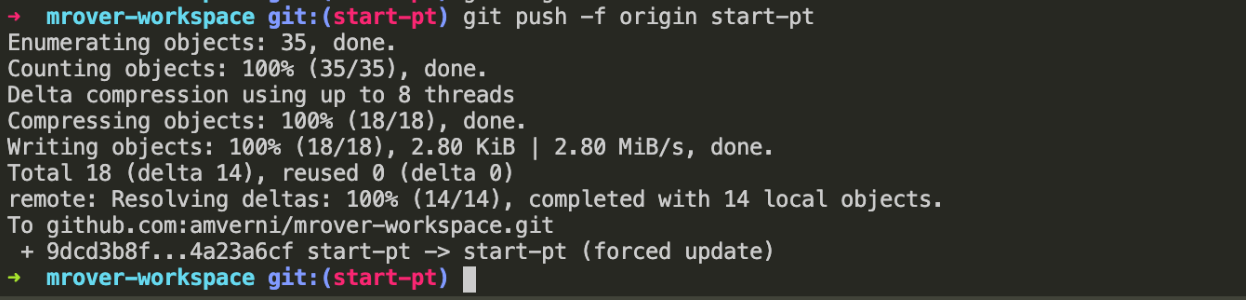 ➜ mrover-workspace git:(start-pt) git push -f origin start-pt
Enumerating objects: 35, done.
Counting objects: 100% (35/35), done.
Delta compression using up to 8 threads
Compressing objects: 100% (18/18), done.
Writing objects: 100% (18/18), 2.80 KiB | 2.80 MiB/s, done.
Total 18 (delta 14), reused 0 (delta 0)
remote: Resolving deltas: 100% (14/14), completed with 14 local objects.
To github.com:amverni/mrover-workspace.git
 + 9dcd3b8f...4a23a6cf start-pt -> start-pt (forced update)
➜ mrover-workspace git:(start-pt)